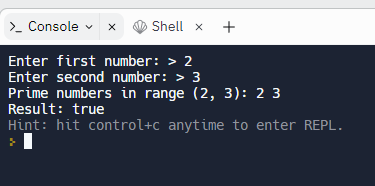 >_ Console Shell
Enter first number: > 2
Enter second number: > 3
Prime numbers in range (2, 3): 2 3
Result: true
Hint: hit control+c anytime to enter REPL.
>